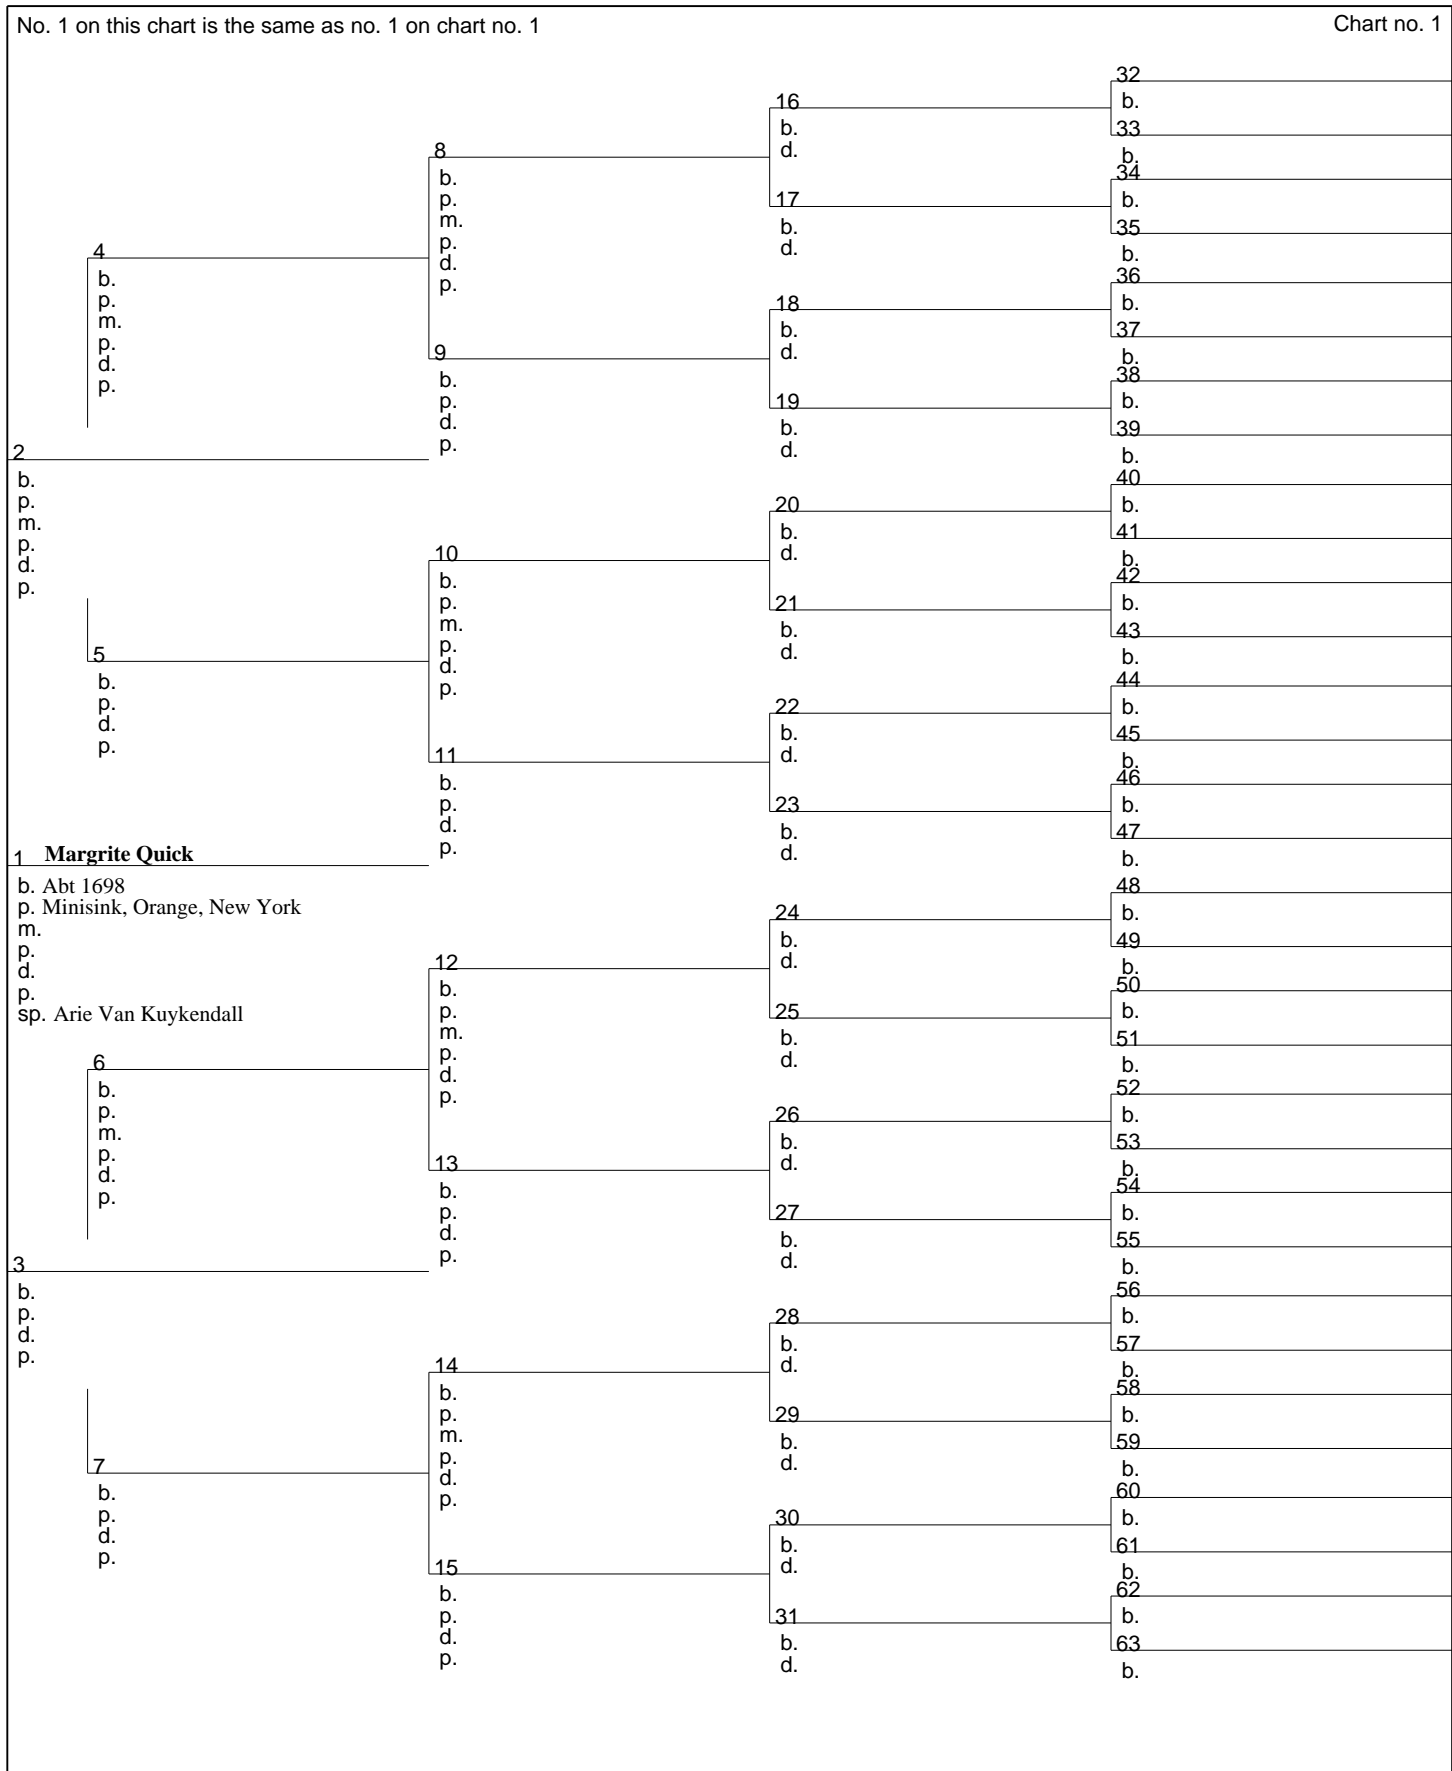 No. 1 on this chart is the same as no. 1 on chart no. 1
Chart no. 1
2
b.
p.
m.
p.
d.
p.
1 Margrite Quick
b. Abt 1698
p. Minisink, Orange, New York
m.
p.
d.
p.
sp. Arie Van Kuykendall
3
b.
p.
d.
p.
4
b.
p.
m.
p.
d.
p.
5
b.
p.
d.
p.
6
b.
p.
m.
p.
d.
p.
7
b.
p.
d.
p.
8
b.
p.
m.
p.
d.
p.
9
b.
p.
d.
p.
10
b.
p.
m.
p.
d.
p.
11
b.
p.
d.
p.
12
b.
p.
m.
p.
d.
p.
13
b.
p.
d.
p.
14
b.
p.
m.
p.
d.
p.
15
b.
p.
d.
p.
16
b.
d.
17
b.
d.
18
b.
d.
19
b.
d.
20
b.
d.
21
b.
d.
22
b.
d.
23
b.
d.
24
b.
d.
25
b.
d.
26
b.
d.
27
b.
d.
28
b.
d.
29
b.
d.
30
b.
d.
31
b.
d.
32
b.
33
b.
34
b.
35
b.
36
b.
37
b.
38
b.
39
b.
40
b.
41
b.
42
b.
43
b.
44
b.
45
b.
46
b.
47
b.
48
b.
49
b.
50
b.
51
b.
52
b.
53
b.
54
b.
55
b.
56
b.
57
b.
58
b.
59
b.
60
b.
61
b.
62
b.
63
b.